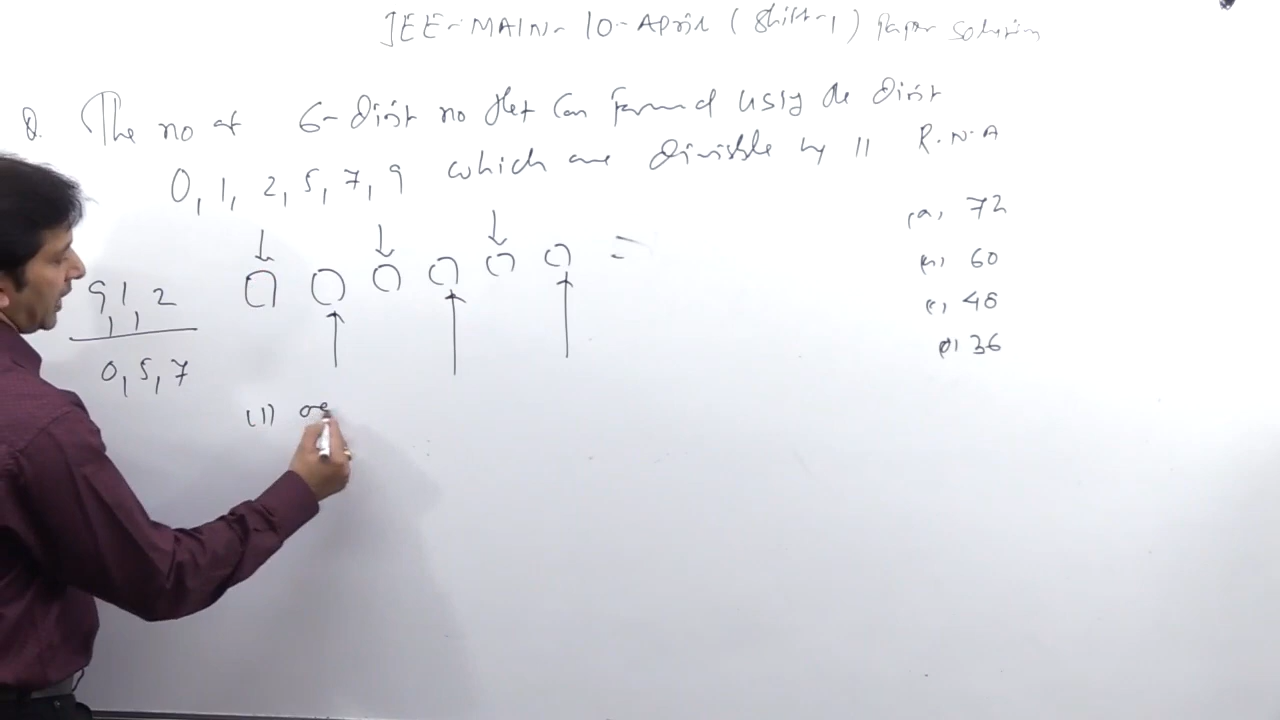 JEE-MAIN-10-April (Shift-1) Paper Solution
Q. The no of 6-digit no that can formed using the digit
0, 1, 2, 5, 7, 9 which are divisible by 11 R.N.A
(a) 72
60
48
36
=
9 1 2
1 1
0, 5, 7
(1)